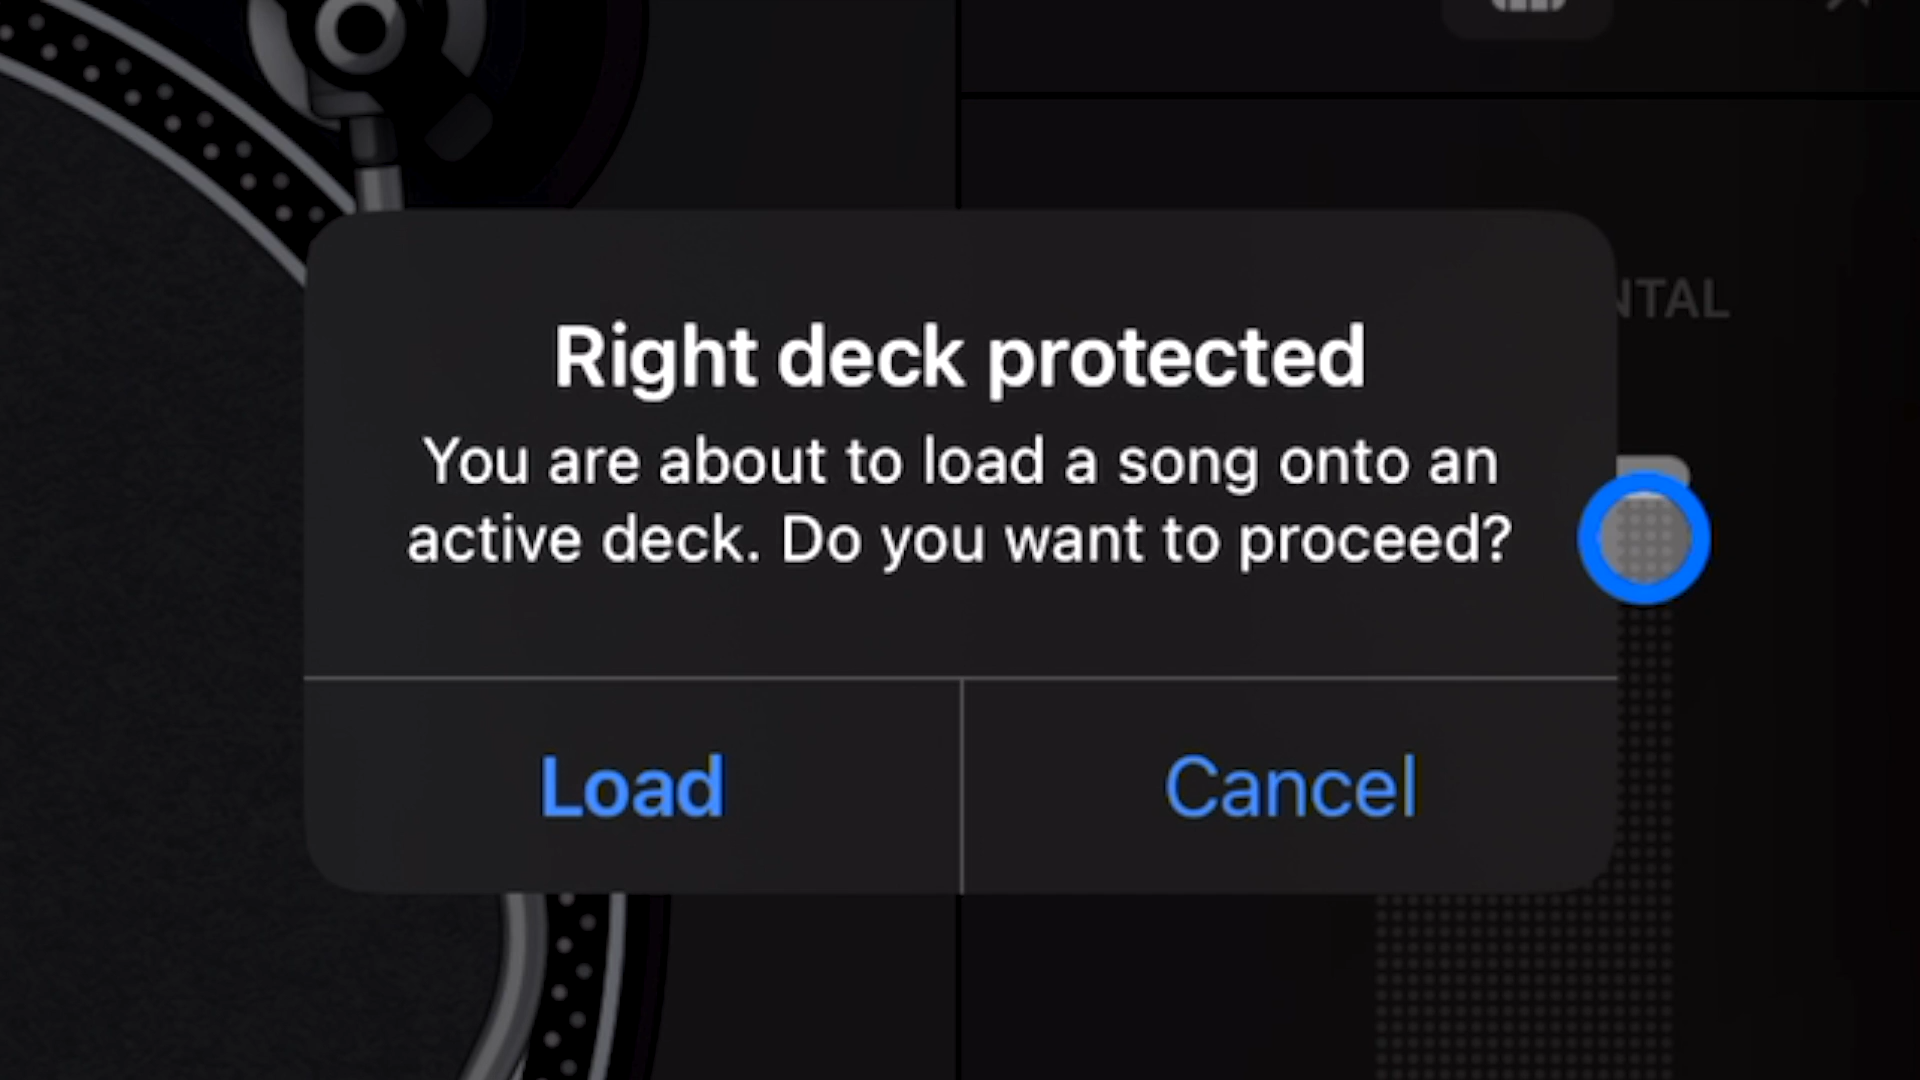 NTAL
Right deck protected
You are about to load a song onto an
active deck. Do you want to proceed?
Load
Cancel